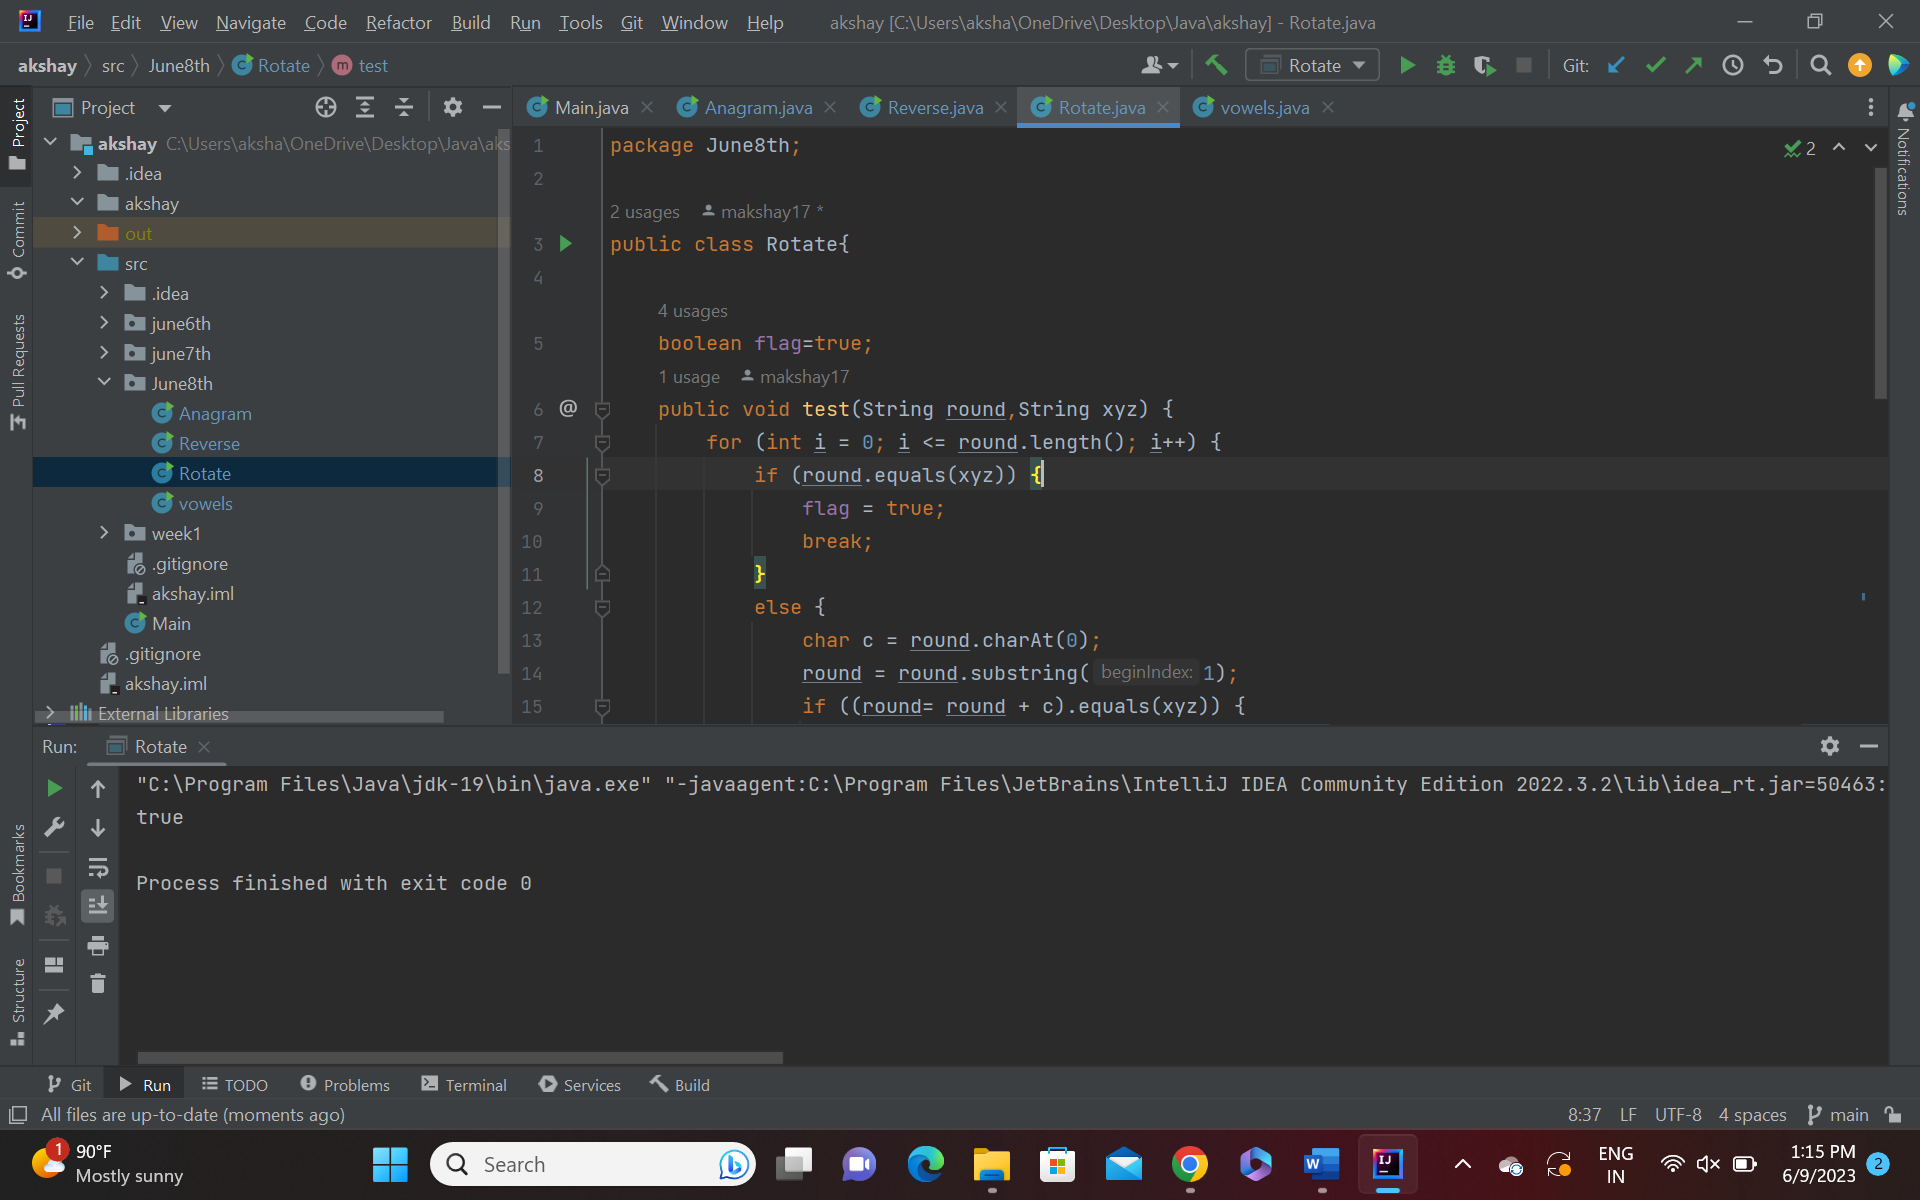 File Edit View Navigate Code Refactor Build Run Tools Git Window Help akshay [C:\Users\aksha\OneDrive\Desktop\Java\akshay] - Rotate.java
akshay src June8th Rotate m test Rotate Git:
Project Main.java Anagram.java Reverse.java Rotate.java vowels.java
Project
Commit
Pull Requests
Bookmarks
Structure
Notifications
akshay C:\Users\aksha\OneDrive\Desktop\Java\aks
.idea
akshay
out
src
.idea
june6th
june7th
June8th
Anagram
Reverse
Rotate
vowels
week1
.gitignore
akshay.iml
Main
.gitignore
akshay.iml
External Libraries
2
1 package June8th;
2
2 usages makshay17 *
3 public class Rotate{
4
4 usages
5 boolean flag=true;
1 usage makshay17
6 @ public void test(String round,String xyz) {
7 for (int i = 0; i <= round.length(); i++) {
8 if (round.equals(xyz)) {
9 flag = true;
10 break;
11 }
12 else {
13 char c = round.charAt(0);
14 round = round.substring( beginIndex: 1);
15 if ((round= round + c).equals(xyz)) {
Run: Rotate
"C:\Program Files\Java\jdk-19\bin\java.exe" "-javaagent:C:\Program Files\JetBrains\IntelliJ IDEA Community Edition 2022.3.2\lib\idea_rt.jar=50463:
true
Process finished with exit code 0
Git Run TODO Problems Terminal Services Build
All files are up-to-date (moments ago) 8:37 LF UTF-8 4 spaces main
1 90°F
Mostly sunny
Search
ENG
IN
1:15 PM
6/9/2023
2